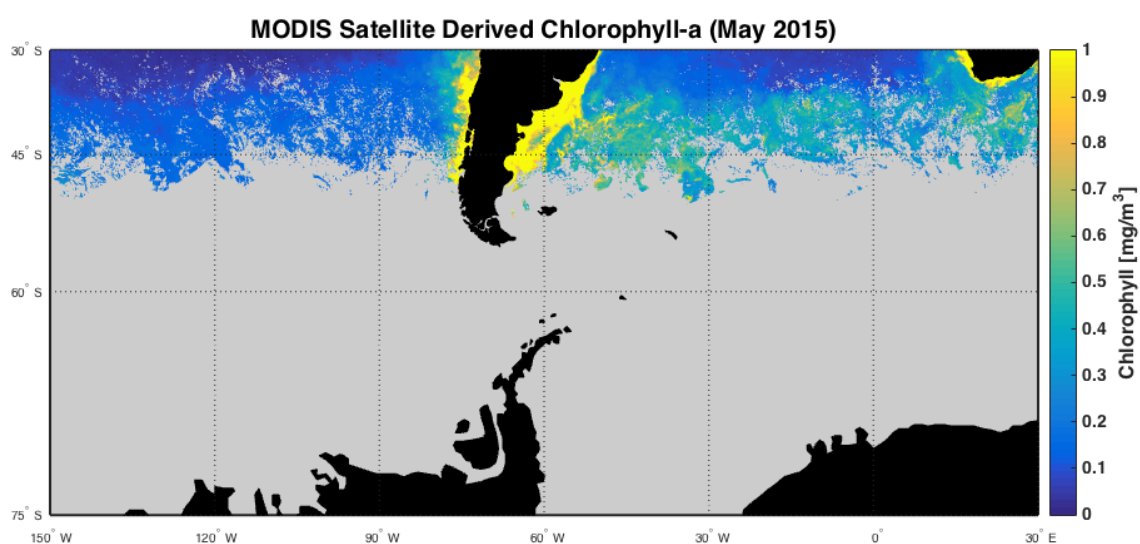 MODIS Satellite Derived Chlorophyll-a (May 2015)
30° S
45° S
60° S
75° S
150° W
120° W
90° W
60° W
30° W
0°
30° E
1
0.9
0.8
0.7
0.6
0.5
0.4
0.3
0.2
0.1
0
Chlorophyll [mg/m³]